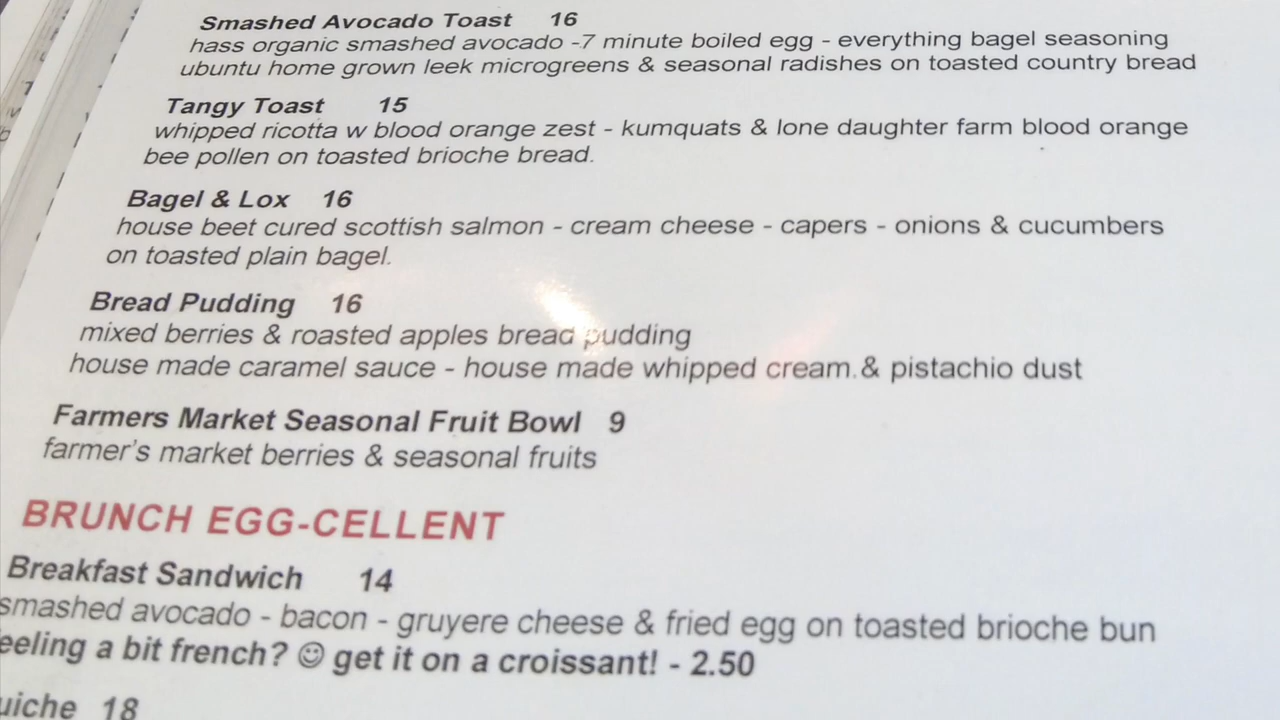 Smashed Avocado Toast 16
hass organic smashed avocado -7 minute boiled egg - everything bagel seasoning
ubuntu home grown leek microgreens & seasonal radishes on toasted country bread
Tangy Toast 15
whipped ricotta w blood orange zest - kumquats & lone daughter farm blood orange
bee pollen on toasted brioche bread.
Bagel & Lox 16
house beet cured scottish salmon - cream cheese - capers - onions & cucumbers
on toasted plain bagel.
Bread Pudding 16
mixed berries & roasted apples bread pudding
house made caramel sauce - house made whipped cream.& pistachio dust
Farmers Market Seasonal Fruit Bowl 9
farmer's market berries & seasonal fruits
BRUNCH EGG-CELLENT
Breakfast Sandwich 14
smashed avocado - bacon - gruyere cheese & fried egg on toasted brioche bun
eeling a bit french? ☺ get it on a croissant! - 2.50
uiche 18